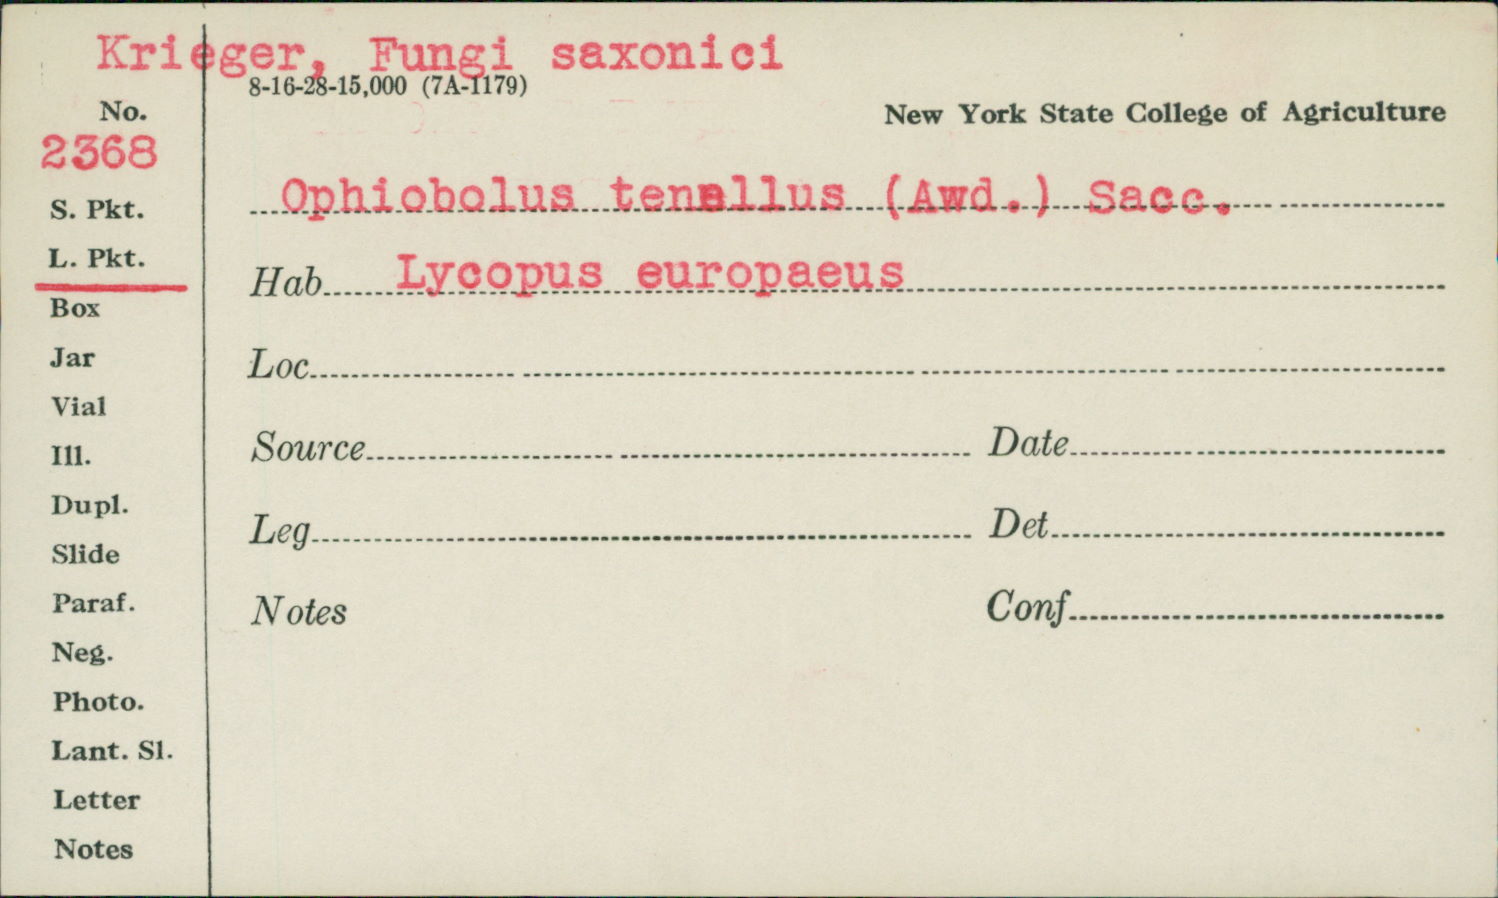 Krieger, Fungi saxonici
8-16-28-15,000 (7A-1179)
No.
New York State College of Agriculture
2368
Ophiobolus tenellus (Awd.) Sacc.
S. Pkt.
L. Pkt.
Hab Lycopus europaeus
Box
Jar
Loc
Vial
Ill.
Source Date
Dupl.
Leg Det
Slide
Paraf.
Notes Conf
Neg.
Photo.
Lant. Sl.
Letter
Notes